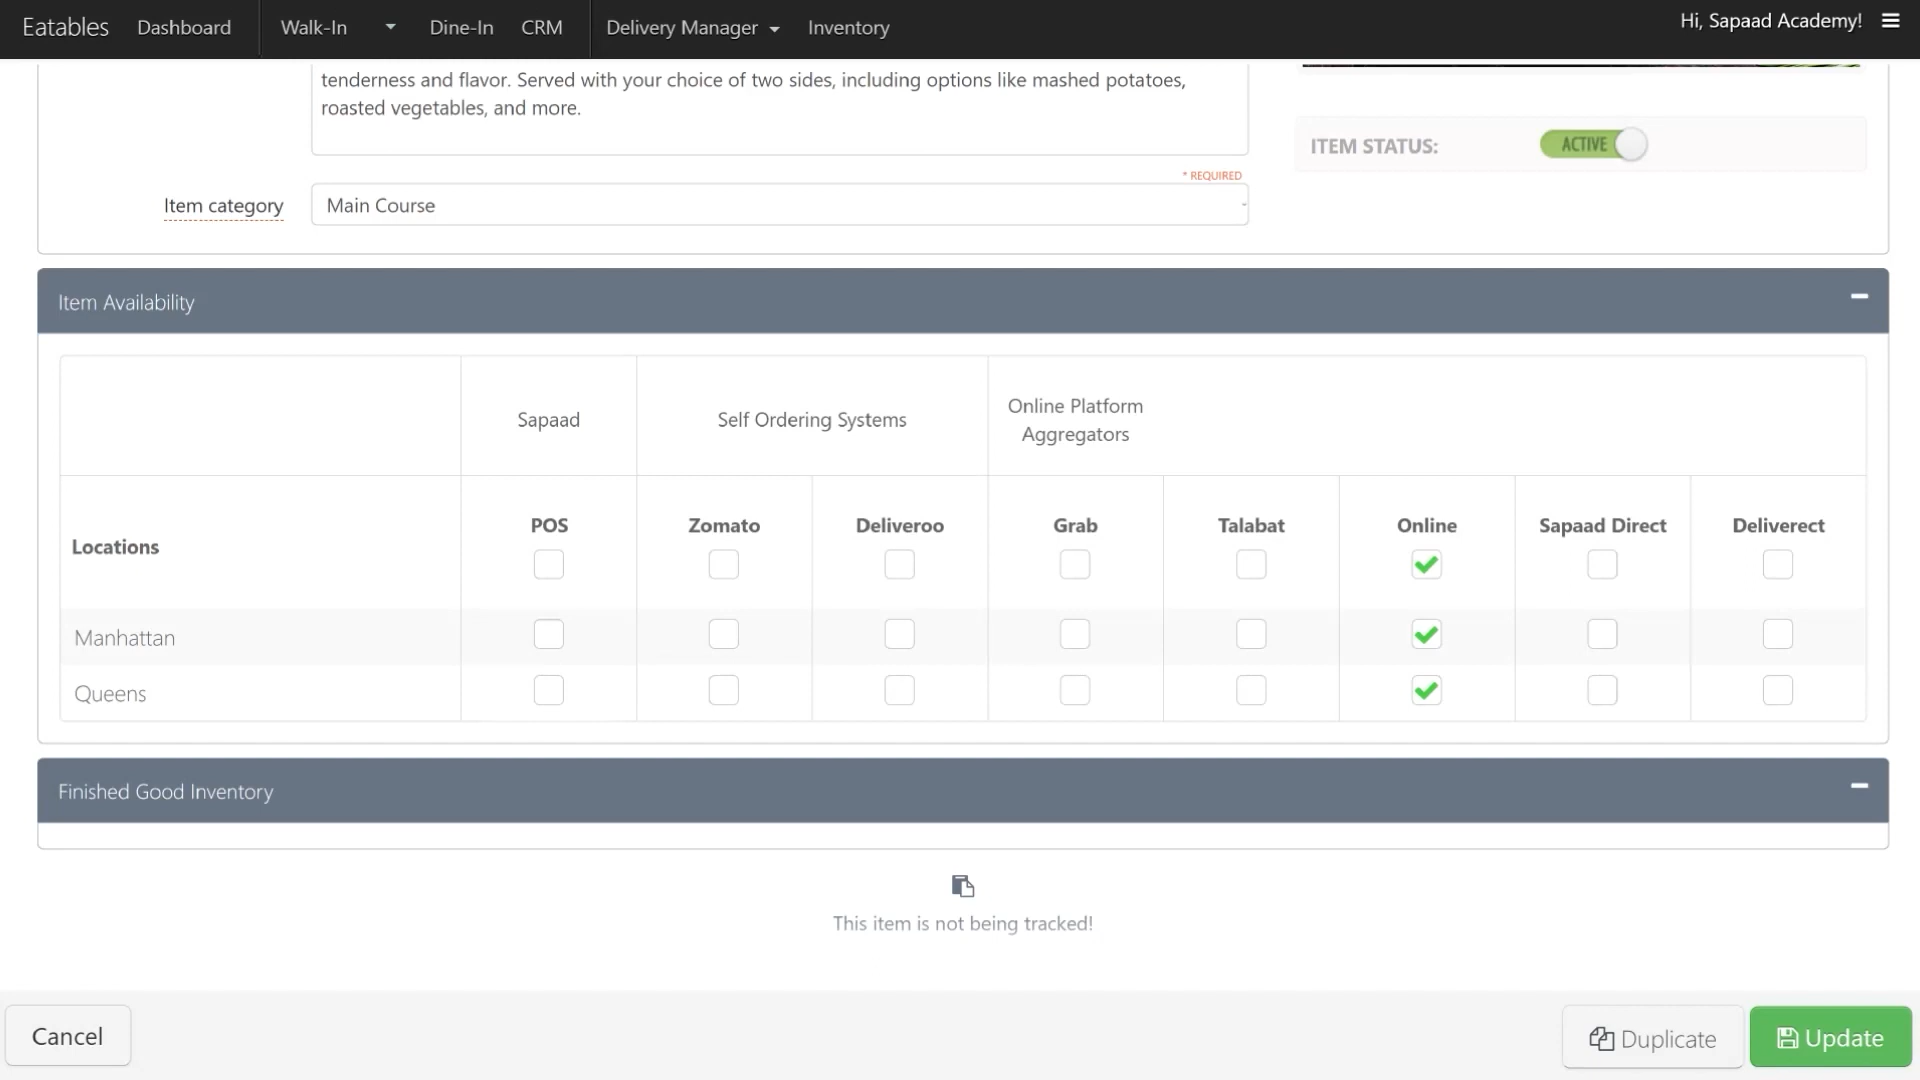 Eatables Dashboard Walk-In Dine-In CRM Delivery Manager Inventory Hi, Sapaad Academy!
tenderness and flavor. Served with your choice of two sides, including options like mashed potatoes,
roasted vegetables, and more.
ITEM STATUS: ACTIVE
* REQUIRED
Item category Main Course
Item Availability
Sapaad Self Ordering Systems Online Platform
Aggregators
Locations POS Zomato Deliveroo Grab Talabat Online Sapaad Direct Deliverect
Manhattan
Queens
Finished Good Inventory
This item is not being tracked!
Cancel Duplicate Update